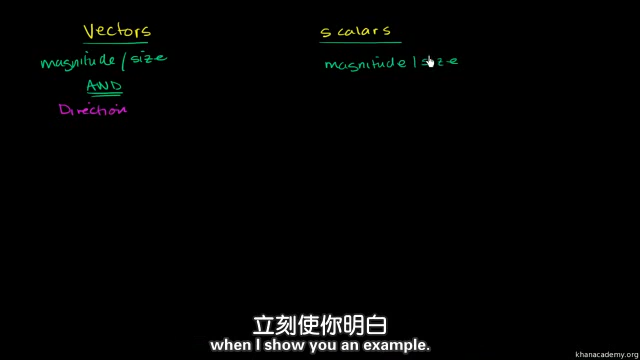 Vectors
magnitude / size
AND
Direction
scalars
magnitude / size
立刻使你明白
when I show you an example.
khanacademy.org